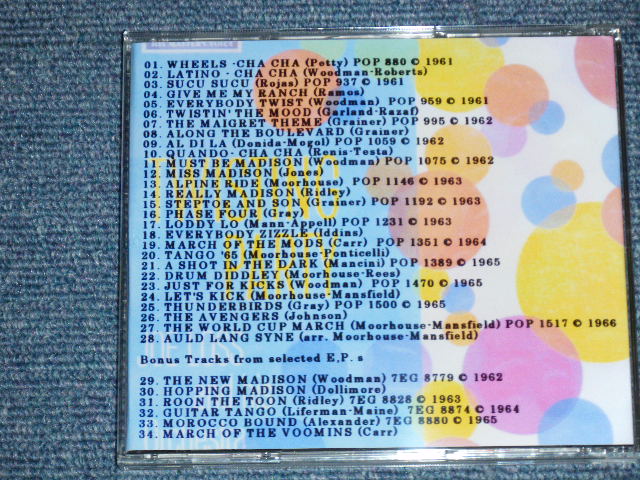 HIS MASTER'S VOICE
01. WHEELS -CHA CHA (Petty) POP 880 © 1961
02. LATINO - CHA CHA (Woodman-Roberts)
03. SUCU SUCU (Rojas) POP 937 © 1961
04. GIVE ME MY RANCH (Ramos)
05. EVERYBODY TWIST (Woodman) POP 959 © 1961
06. TWISTIN' THE MOOD (Garland-Razaf)
07. THE MAIGRET THEME (Grainer) POP 995 © 1962
08. ALONG THE BOULEVARD (Grainer)
09. AL DI LA (Donida-Mogol) POP 1059 © 1962
10. QUANDO- CHA CHA (Renis-Testa)
11. MUST BE MADISON (Woodman) POP 1075 © 1962
12. MISS MADISON (Jones)
13. ALPINE RIDE (Moorhouse) POP 1146 © 1963
14. REALLY MADISON (Ridley)
15. STEPTOE AND SON (Grainer) POP 1192 © 1963
16. PHASE FOUR (Gray)
17. LODDY LO (Mann-Appell) POP 1231 © 1963
18. EVERYBODY ZIZZLE (Iddins)
19. MARCH OF THE MODS (Carr) POP 1351 © 1964
20. TANGO '65 (Moorhouse-Ponticelli)
21. A SHOT IN THE DARK (Mancini) POP 1389 © 1965
22. DRUM DIDDLEY (Moorhouse-Rees)
23. JUST FOR KICKS (Woodman) POP 1470 © 1965
24. LET'S KICK (Moorhouse-Mansfield)
25. THUNDERBIRDS (Gray) POP 1500 © 1965
26. THE AVENGERS (Johnson)
27. THE WORLD CUP MARCH (Moorhouse-Mansfield) POP 1517 © 1966
28. AULD LANG SYNE (arr. Moorhouse-Mansfield)
Bonus Tracks from selected E.P. s
29. THE NEW MADISON (Woodman) 7EG 8779 © 1962
30. HOPPING MADISON (Dollimore)
31. ROON THE TOON (Ridley) 7EG 8828 © 1963
32. GUITAR TANGO (Liferman-Maine) 7EG 8874 © 1964
33. MOROCCO BOUND (Alexander) 7EG 8880 © 1965
34. MARCH OF THE VOOMINS (Carr)